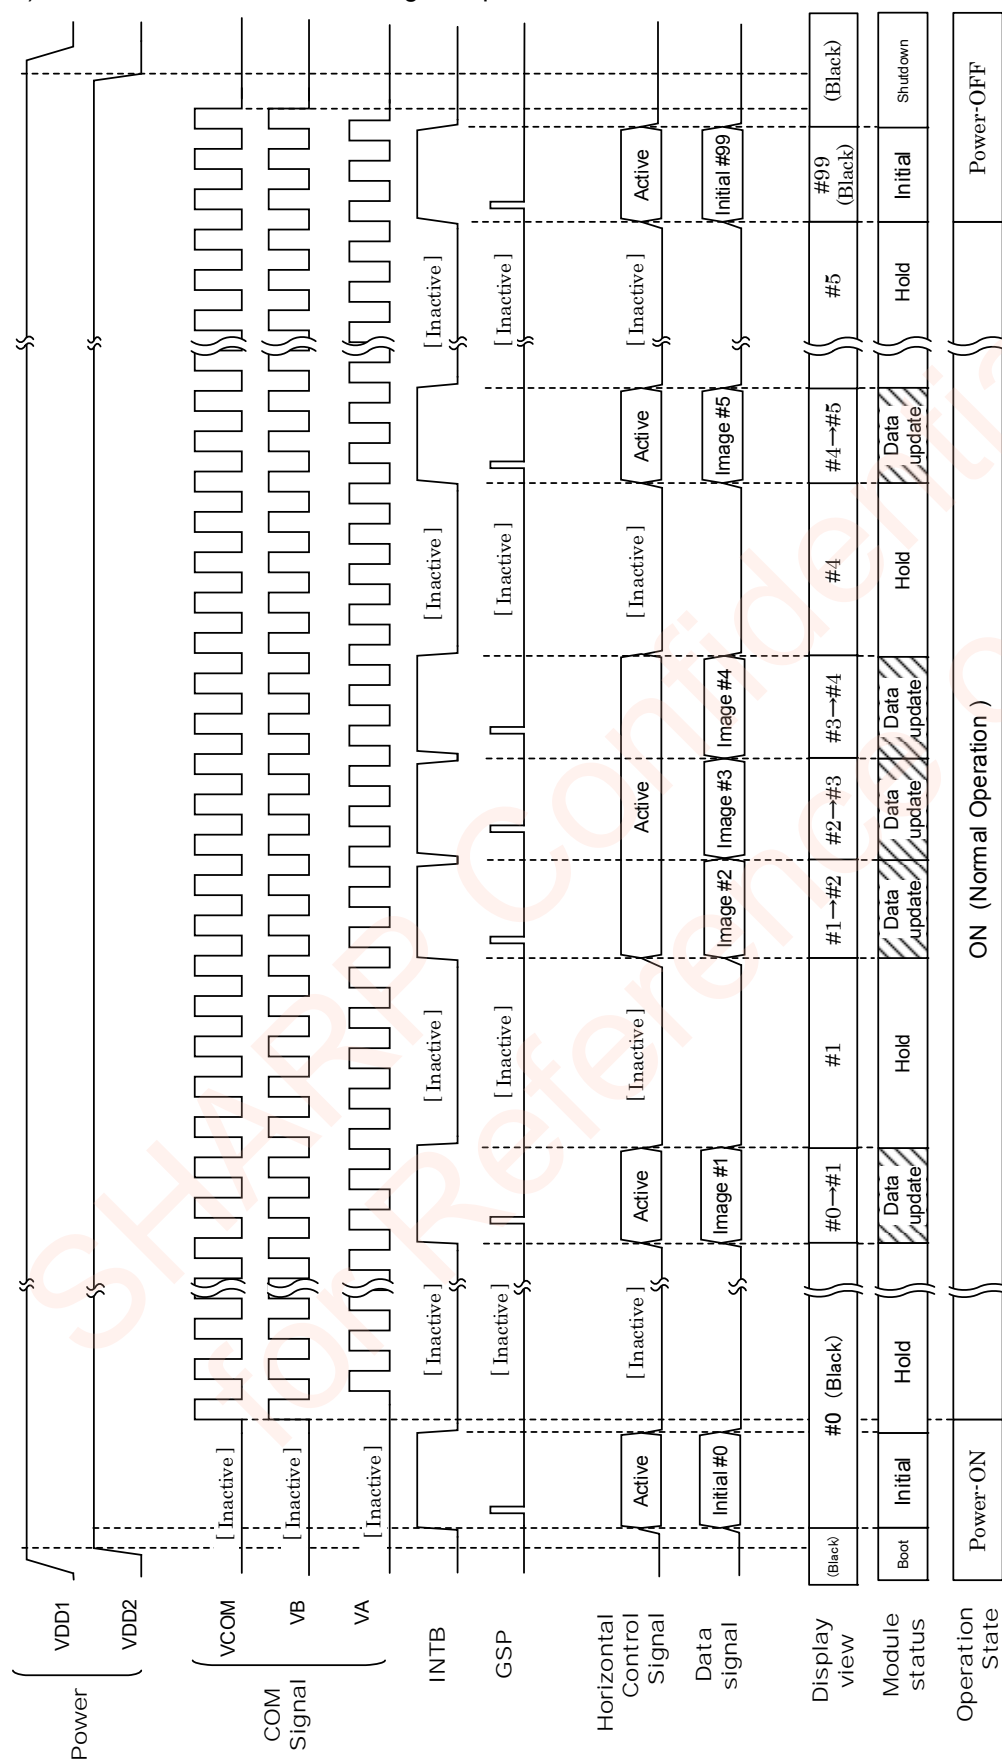 Power
VDD1
VDD2
COM
Signal
VCOM [Inactive]
VB [Inactive]
VA [Inactive]
INTB [Inactive] [Inactive] [Inactive] [Inactive]
GSP [Inactive] [Inactive] [Inactive] [Inactive]
Horizontal
Control
Signal
Active [Inactive] Active [Inactive] Active [Inactive] Active [Inactive] Active
Data
signal
Initial #0 Image #1 Image #2 Image #3 Image #4 Image #5 Initial #99
Display
view
(Black) #0 (Black) #0→#1 #1 #1→#2 #2→#3 #3→#4 #4 #4→#5 #5 #99
(Black) (Black)
Module
status
Boot Initial Hold Data
update Hold Data
update Data
update Data
update Hold Data
update Hold Initial Shutdown
Operation
State
Power-ON ON (Normal Operation) Power-OFF
SHARP Confidentia
for Reference